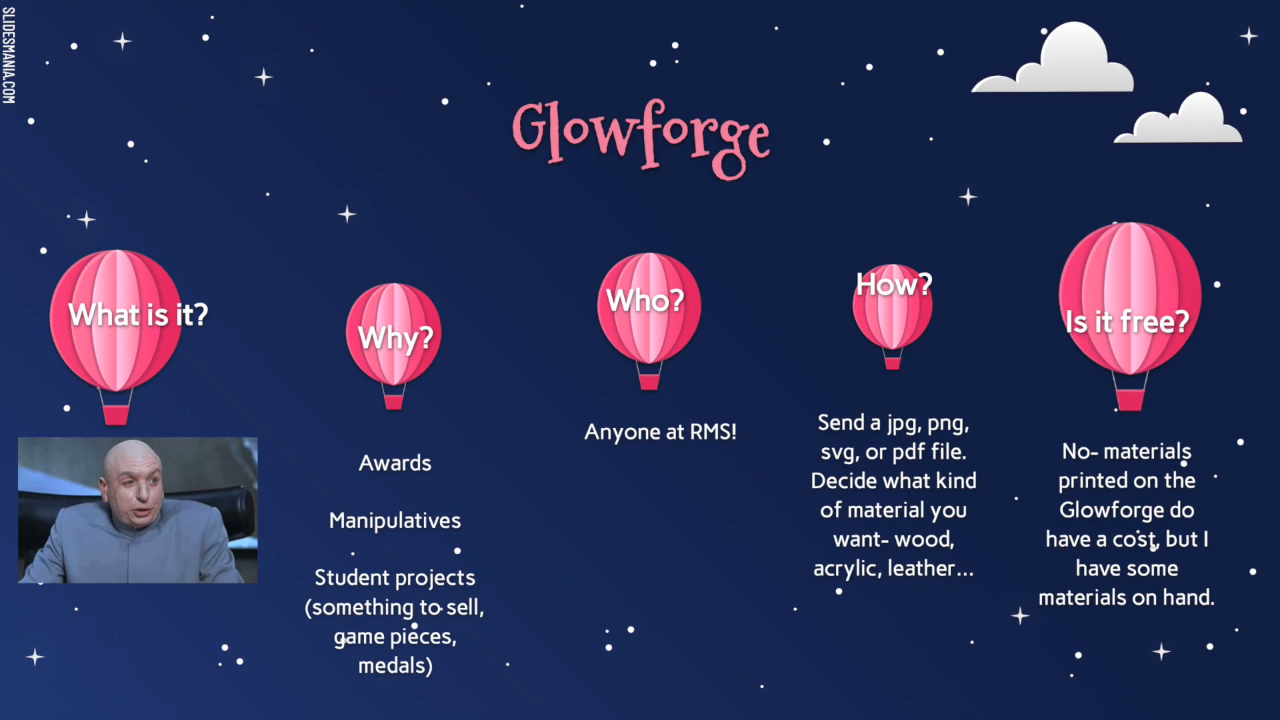 SLIDESMANIA.COM
Glowforge
What is it?
Why?
Awards
Manipulatives
Student projects
(something to sell,
game pieces,
medals)
Who?
Anyone at RMS!
How?
Send a jpg, png,
svg, or pdf file.
Decide what kind
of material you
want- wood,
acrylic, leather...
Is it free?
No- materials
printed on the
Glowforge do
have a cost, but I
have some
materials on hand.